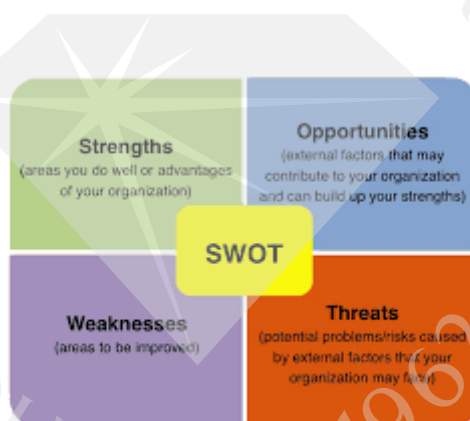 Strengths
(areas you do well or advantages
of your organization)
Opportunities
(external factors that may
contribute to your organization
and can build up your strengths)
SWOT
Weaknesses
(areas to be improved)
Threats
(potential problems/risks caused
by external factors that your
organization may face)